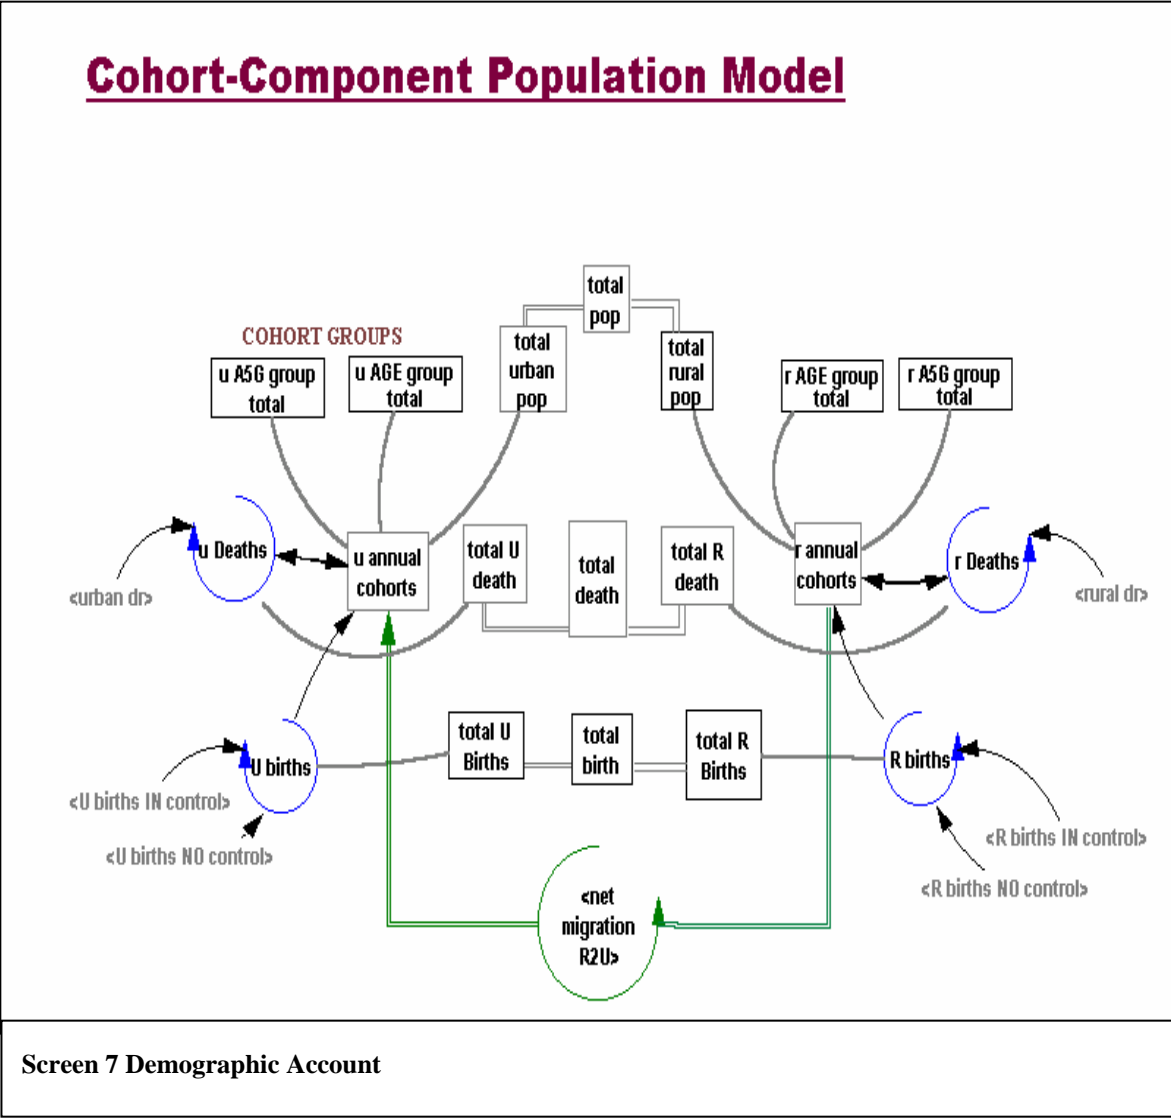 Cohort-Component Population Model
total
pop
COHORT GROUPS
total
urban
pop
total
rural
pop
u A5G group
total
u AGE group
total
r AGE group
total
r A5G group
total
u Deaths
u annual
cohorts
total U
death
total
death
total R
death
r annual
cohorts
r Deaths
<urban dr>
<rural dr>
total U
Births
total
birth
total R
Births
U births
R births
<U births IN control>
<U births NO control>
<R births IN control>
<R births NO control>
<net
migration
R2U>
Screen 7 Demographic Account